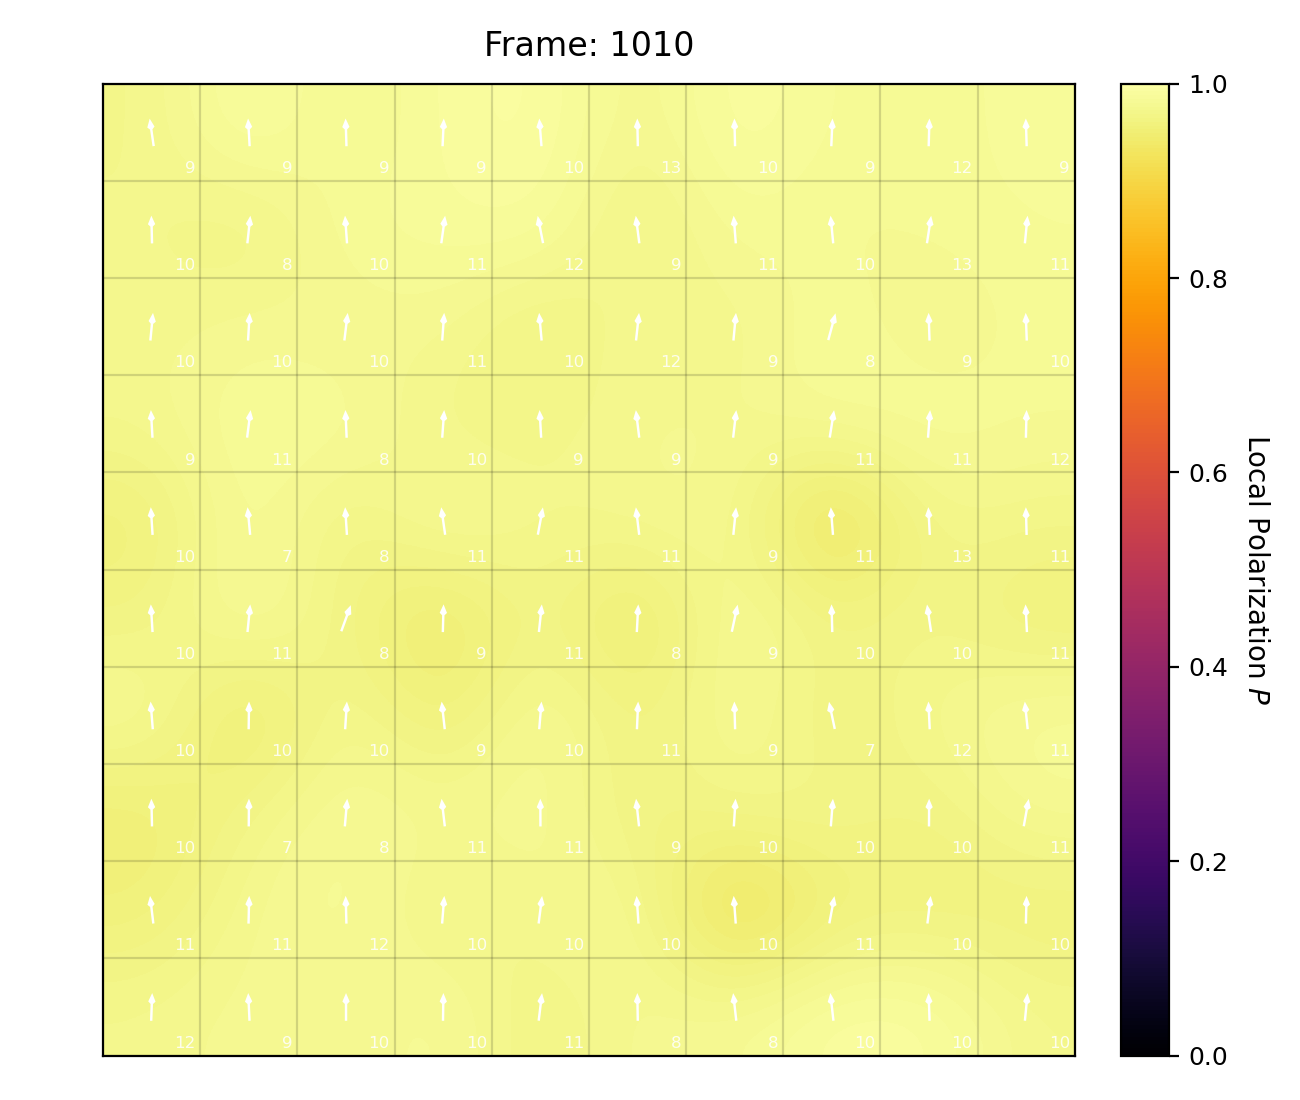 Frame: 1010
9 9 9 9 10 13 10 9 12 9
10 8 10 11 12 9 11 10 13 11
10 10 10 11 10 12 9 8 9 10
9 11 8 10 9 9 9 11 11 12
10 7 8 11 11 11 9 11 13 11
10 11 8 9 11 8 9 10 10 11
10 10 10 9 10 11 9 7 12 11
10 7 8 11 11 9 10 10 10 11
11 11 12 10 10 10 10 11 10 10
12 9 10 10 11 8 8 10 10 10
1.0
0.8
0.6
0.4
0.2
0.0
Local Polarization P